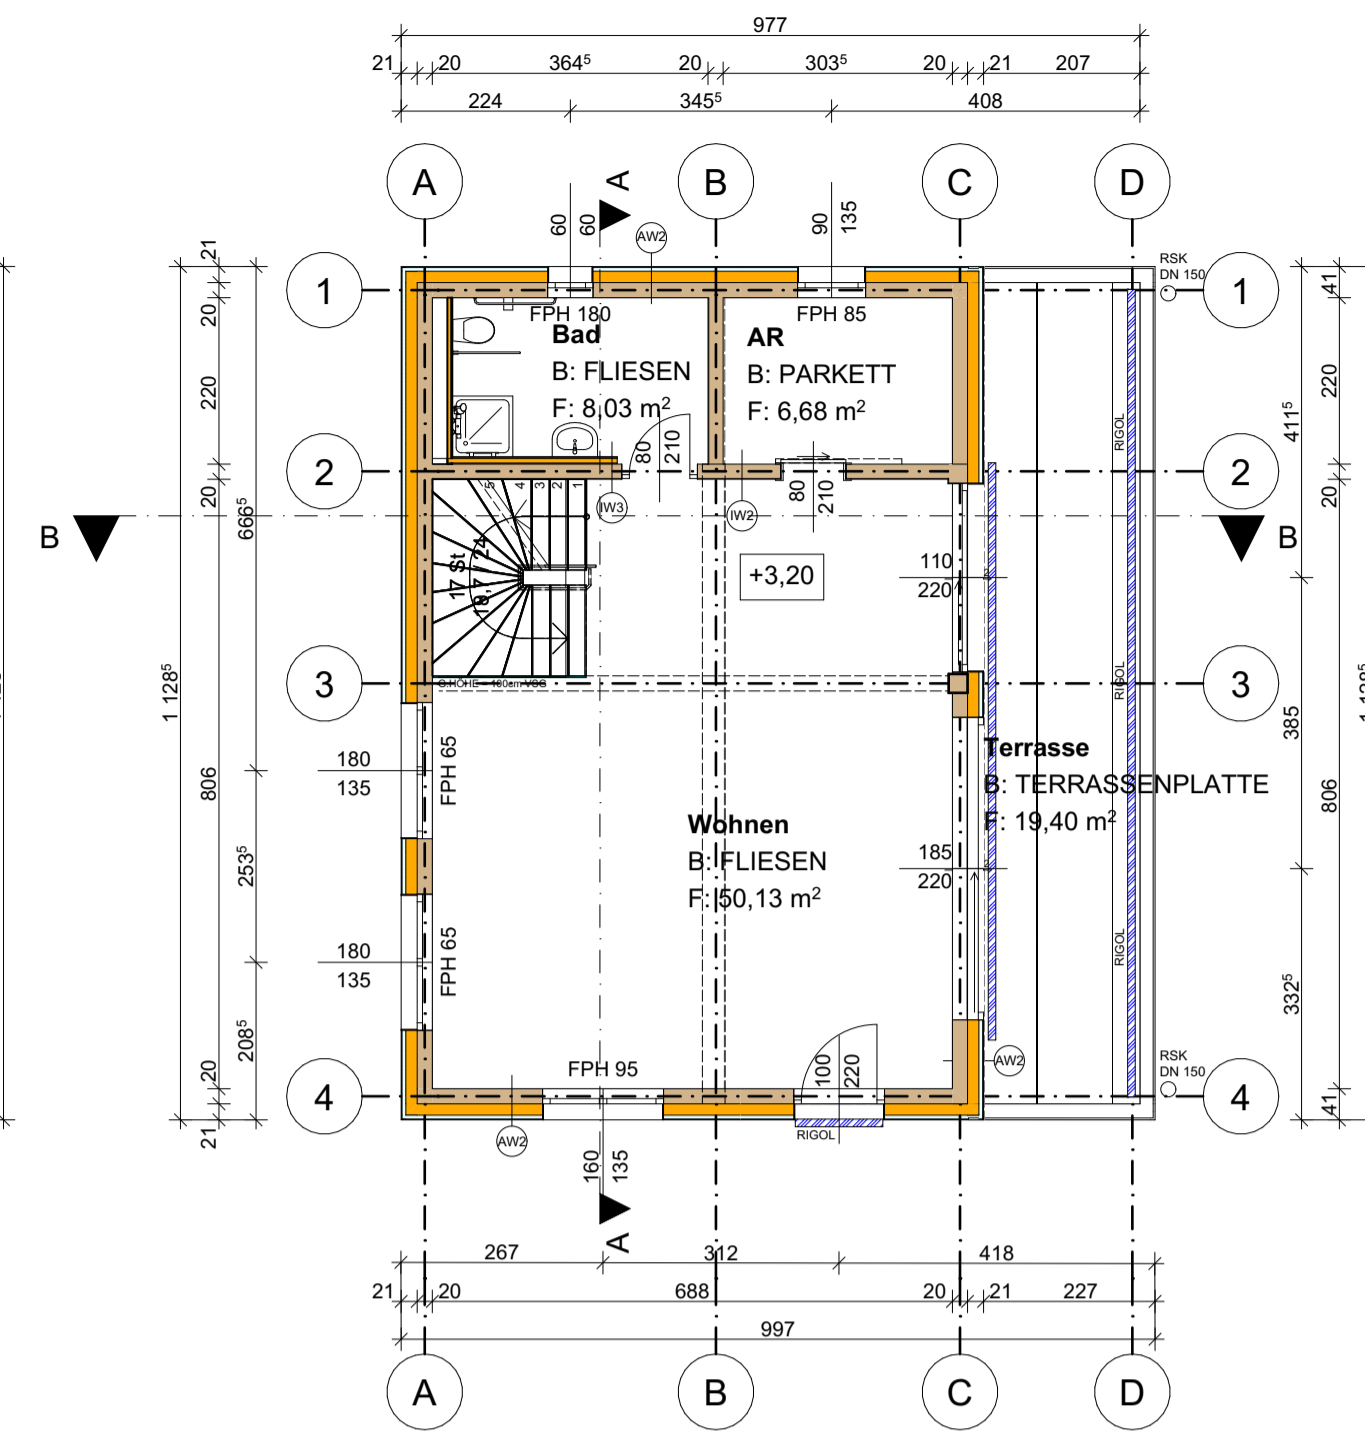 977
21 20 364⁵ 20 303⁵ 20 21 207
224 345⁵ 408
A B C D
A
60 60 90 135
AW2
RSK
DN 150
1 1
FPH 180 FPH 85
Bad
B: FLIESEN
F: 8,03 m²
AR
B: PARKETT
F: 6,68 m²
80 210
80 210
2 2
IW3 IW2
B B
5 4 3 2 1
17 St
+3,20
110
220
3 3
RIGOL
RIGOL
RIGOL
180
135
FPH 65
Terrasse
B: TERRASSENPLATTE
F: 19,40 m²
Wohnen
B: FLIESEN
F: 50,13 m²
185
220
180
135
FPH 65
FPH 95
100 220
AW2
RSK
DN 150
4 4
AW2
RIGOL
160 135
A
21 20 220 20 806 20 21
1 128⁵
666⁵ 253⁵ 208⁵
411⁵ 385 332⁵
41 220 20 806 41
267 312 418
21 20 688 20 21 227
997
A B C D